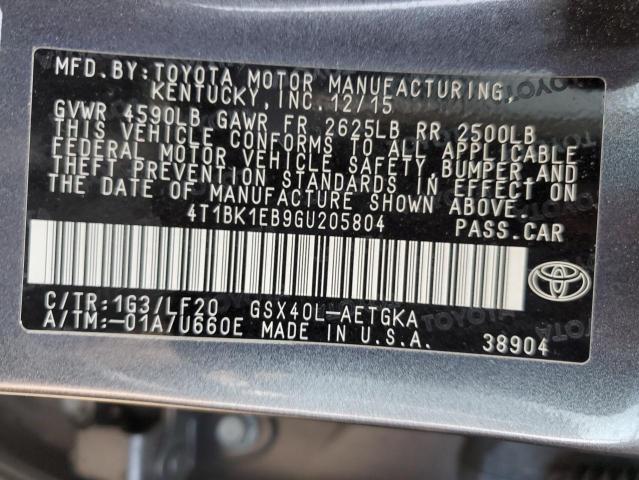 MFD. BY: TOYOTA MOTOR MANUFACTURING,
KENTUCKY, INC. 12/15
GVWR 4590LB GAWR FR 2625LB RR 2500LB
THIS VEHICLE CONFORMS TO ALL APPLICABLE
FEDERAL MOTOR VEHICLE SAFETY, BUMPER, AND
THEFT PREVENTION STANDARDS IN EFFECT ON
THE DATE OF MANUFACTURE SHOWN ABOVE.
4T1BK1EB9GU205804 PASS.CAR
C/TR:1G3/LF20 GSX40L-AETGKA
A/TM:-01A/U660E MADE IN U.S.A. 38904
TOYOTA